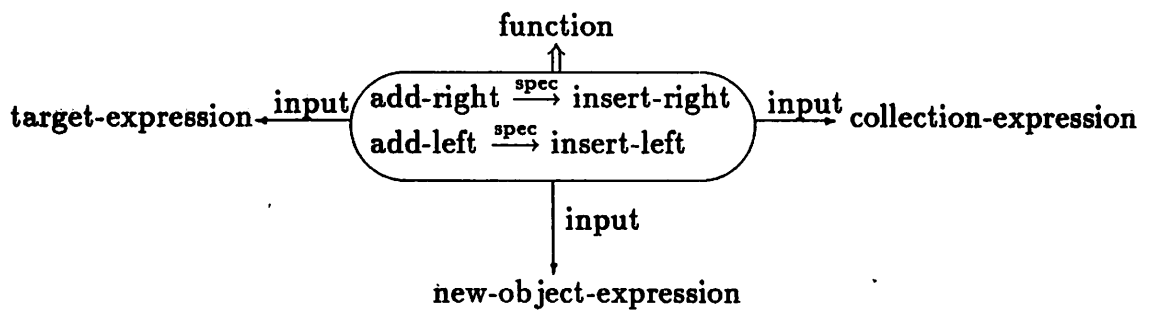 function
add-right spec→ insert-right
target-expression input input collection-expression
add-left spec→ insert-left
input
new-object-expression